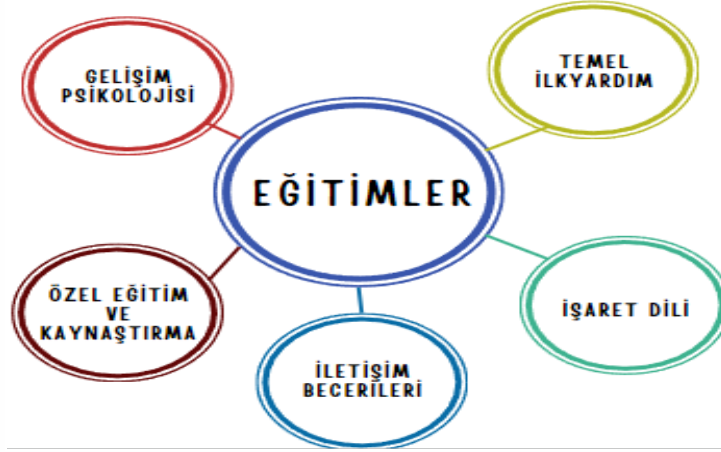 GELİŞİM
PSİKOLOJİSİ
TEMEL
İLKYARDIM
EĞİTİMLER
ÖZEL EĞİTİM
VE
KAYNAŞTIRMA
İŞARET DİLİ
İLETİŞİM
BECERİLERİ